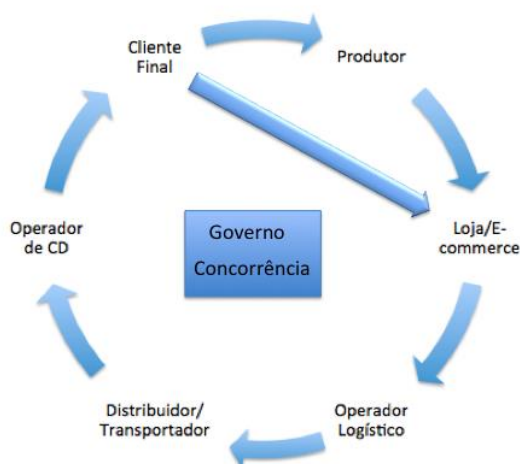 Cliente
Final
Produtor
Loja/E-
commerce
Operador
Logístico
Distribuidor/
Transportador
Operador
de CD
Governo
Concorrência